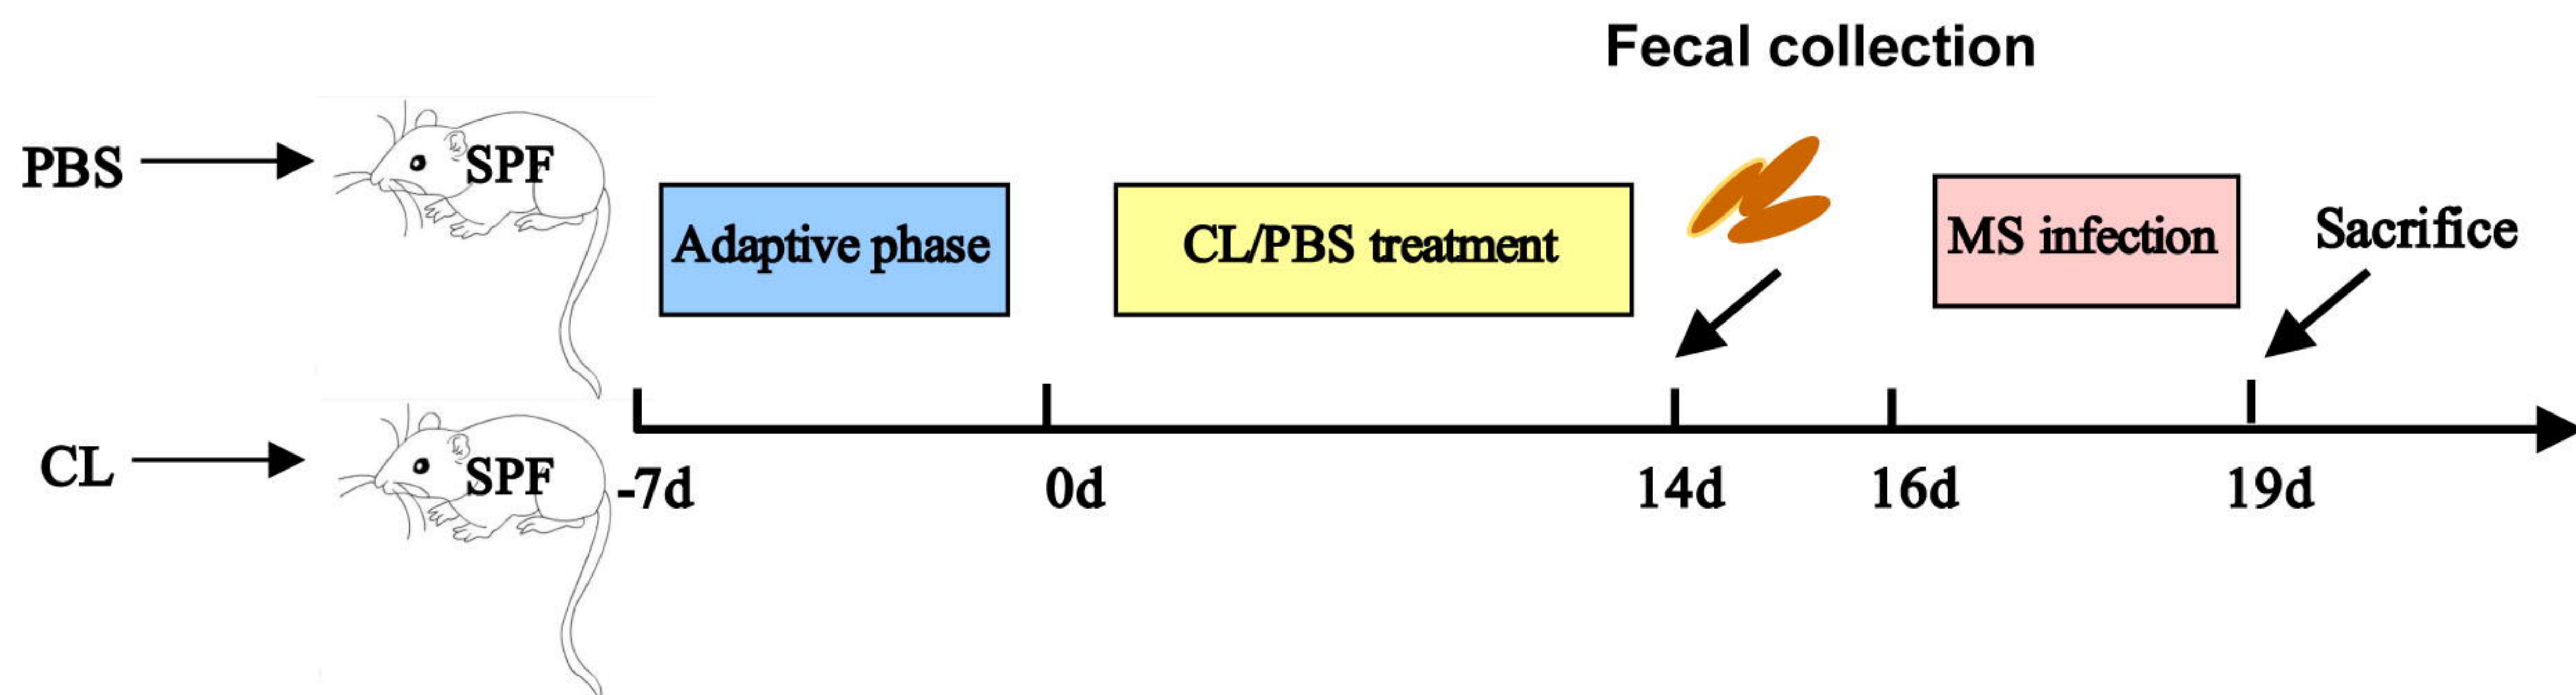 Fecal collection
PBS
SPF
Adaptive phase
CL/PBS treatment
MS infection
Sacrifice
CL
SPF
-7d
0d
14d
16d
19d